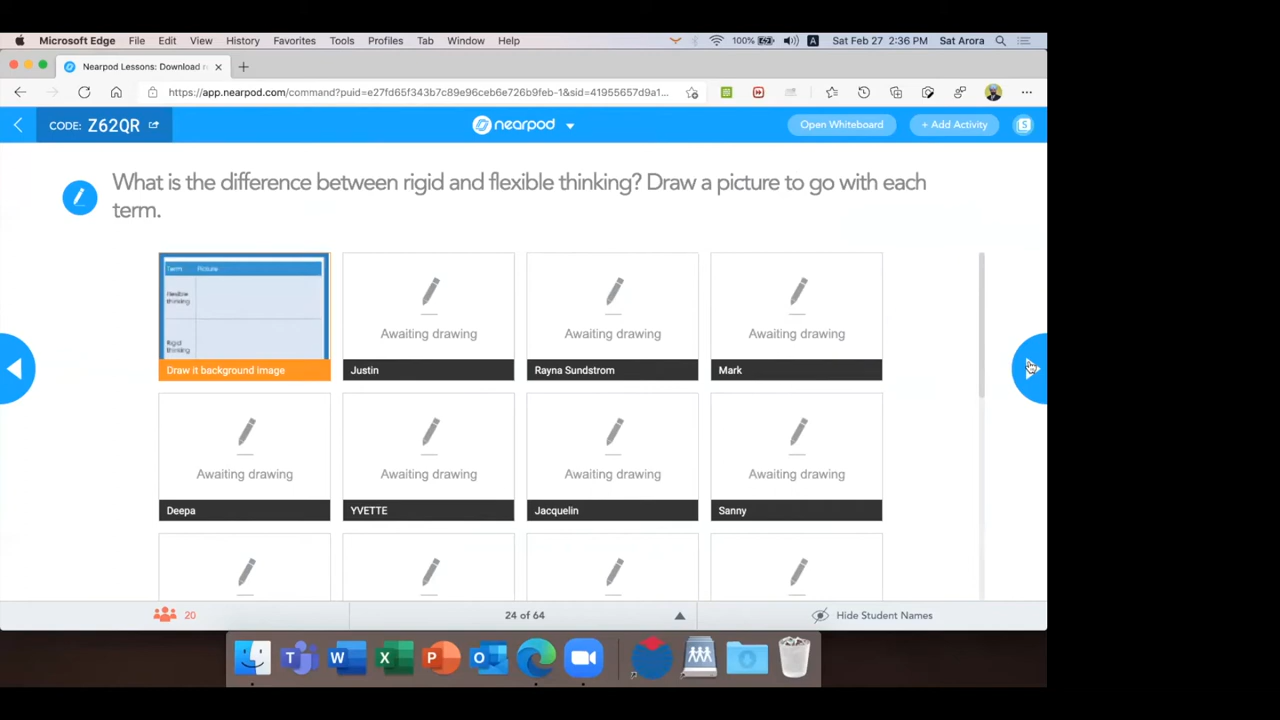 Microsoft Edge File Edit View History Favorites Tools Profiles Tab Window Help 100% A Sat Feb 27 2:36 PM Sat Arora
Nearpod Lessons: Download r
https://app.nearpod.com/command?puid=e27fd65f343b7c89e96ceb6e726b9feb-1&sid=41955657d9a1...
CODE: Z62QR nearpod Open Whiteboard + Add Activity S
What is the difference between rigid and flexible thinking? Draw a picture to go with each
term.
Term Picture
Flexible
thinking
Rigid
thinking
Awaiting drawing Awaiting drawing Awaiting drawing
Draw it background image Justin Rayna Sundstrom Mark
Awaiting drawing Awaiting drawing Awaiting drawing Awaiting drawing
Deepa YVETTE Jacquelin Sanny
20 24 of 64 Hide Student Names
T W X P O